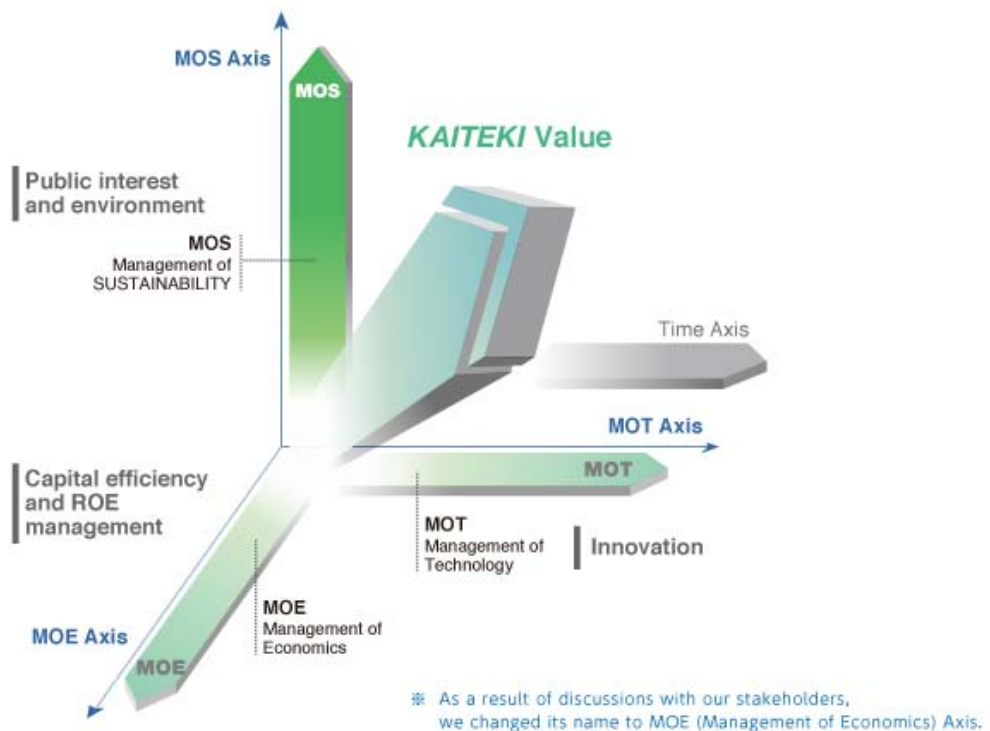 MOS Axis
MOS
KAITEKI Value
Public interest
and environment
MOS
Management of
SUSTAINABILITY
Time Axis
MOT Axis
MOT
Capital efficiency
and ROE
management
MOT
Management of
Technology
Innovation
MOE
Management of
Economics
MOE Axis
MOE
※ As a result of discussions with our stakeholders,
we changed its name to MOE (Management of Economics) Axis.